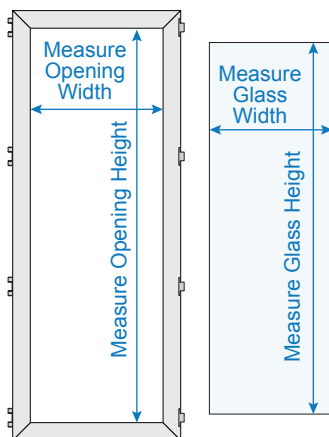 Measure
Opening
Width
Measure Opening Height
Measure
Glass
Width
Measure Glass Height